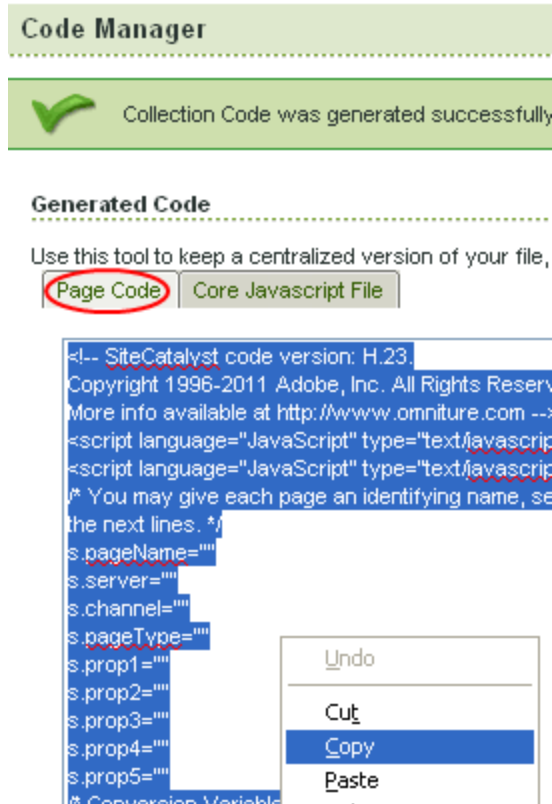 Code Manager
Collection Code was generated successfully
Generated Code
Use this tool to keep a centralized version of your file,
Page Code
Core Javascript File
<!-- SiteCatalyst code version: H.23.
Copyright 1996-2011 Adobe, Inc. All Rights Reserv
More info available at http://www.omniture.com -->
<script language="JavaScript" type="text/javascrip
<script language="JavaScript" type="text/javascrip
/* You may give each page an identifying name, se
the next lines. */
s.pageName=""
s.server=""
s.channel=""
s.pageType=""
s.prop1=""
s.prop2=""
s.prop3=""
s.prop4=""
s.prop5=""
/* Conversion Variable
Undo
Cut
Copy
Paste